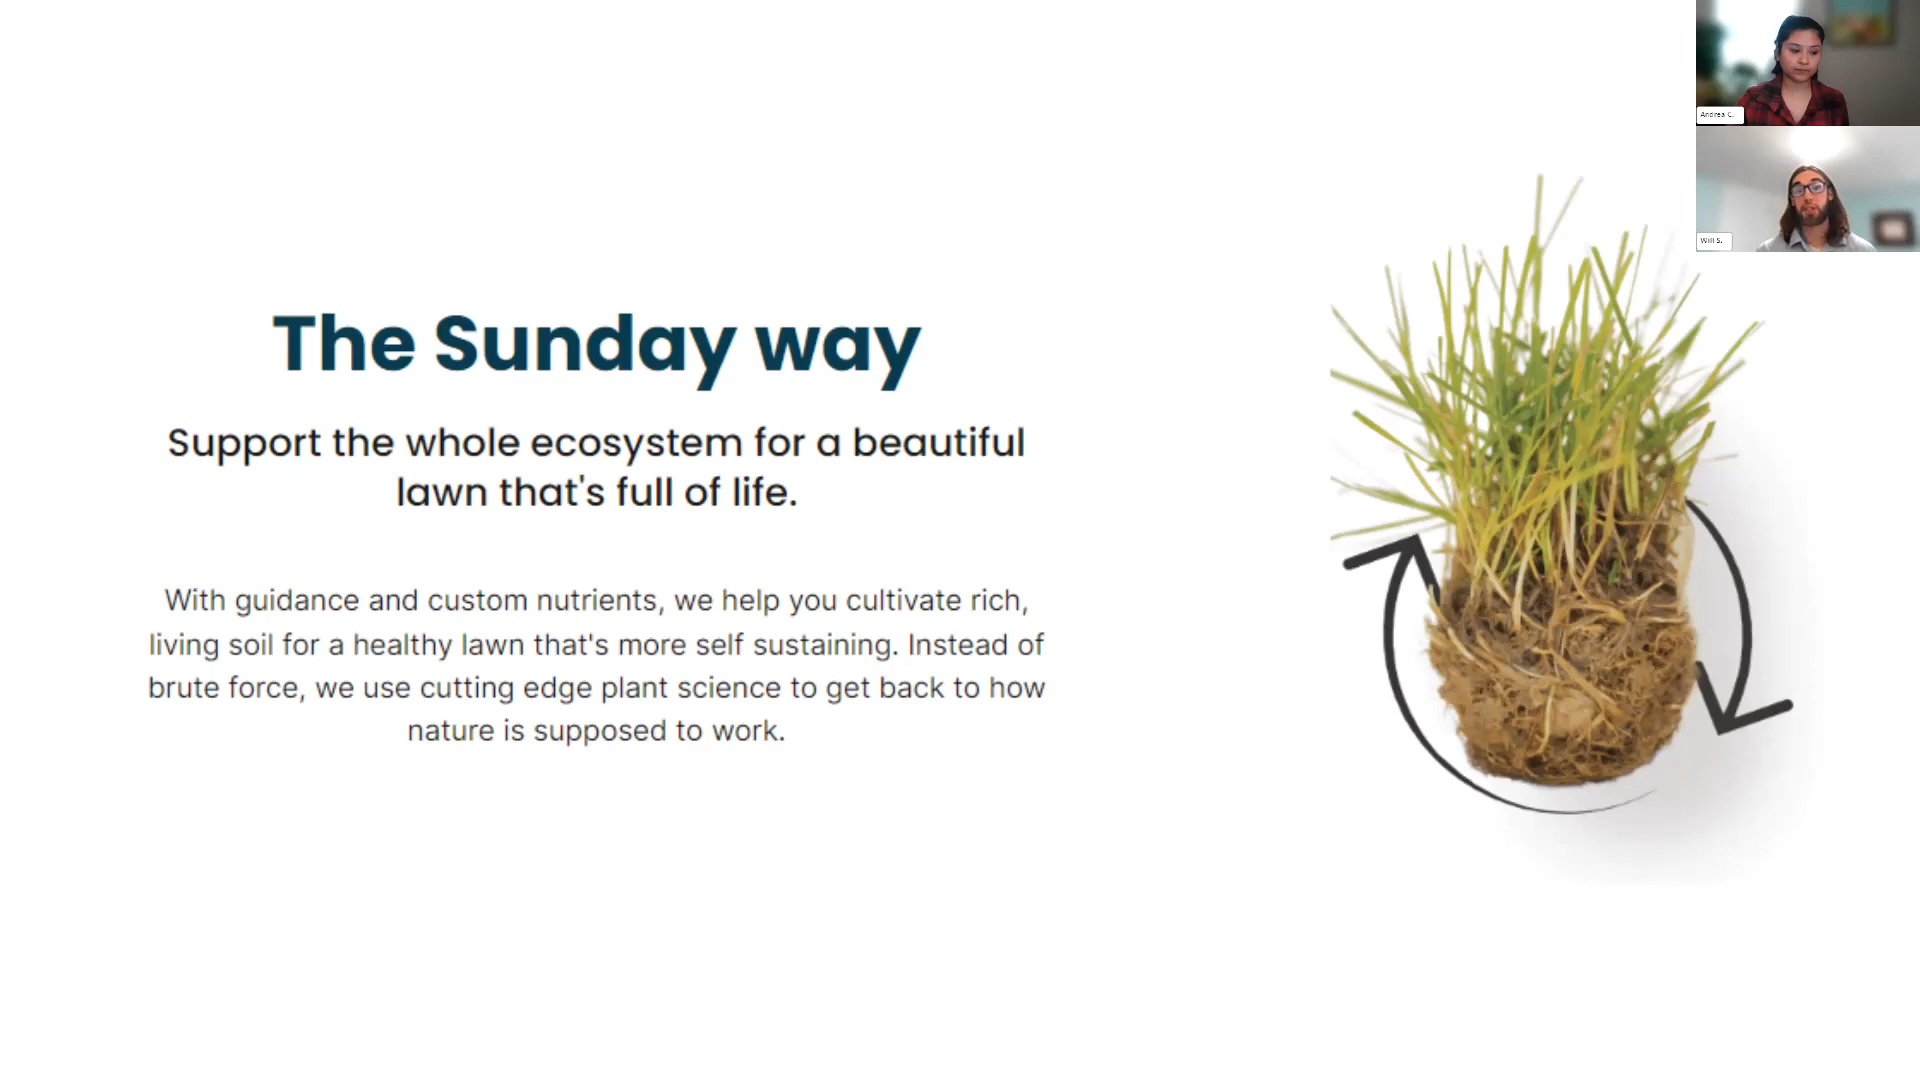 The Sunday way
Support the whole ecosystem for a beautiful
lawn that's full of life.
With guidance and custom nutrients, we help you cultivate rich,
living soil for a healthy lawn that's more self sustaining. Instead of
brute force, we use cutting edge plant science to get back to how
nature is supposed to work.
Andrea C.
Will S.